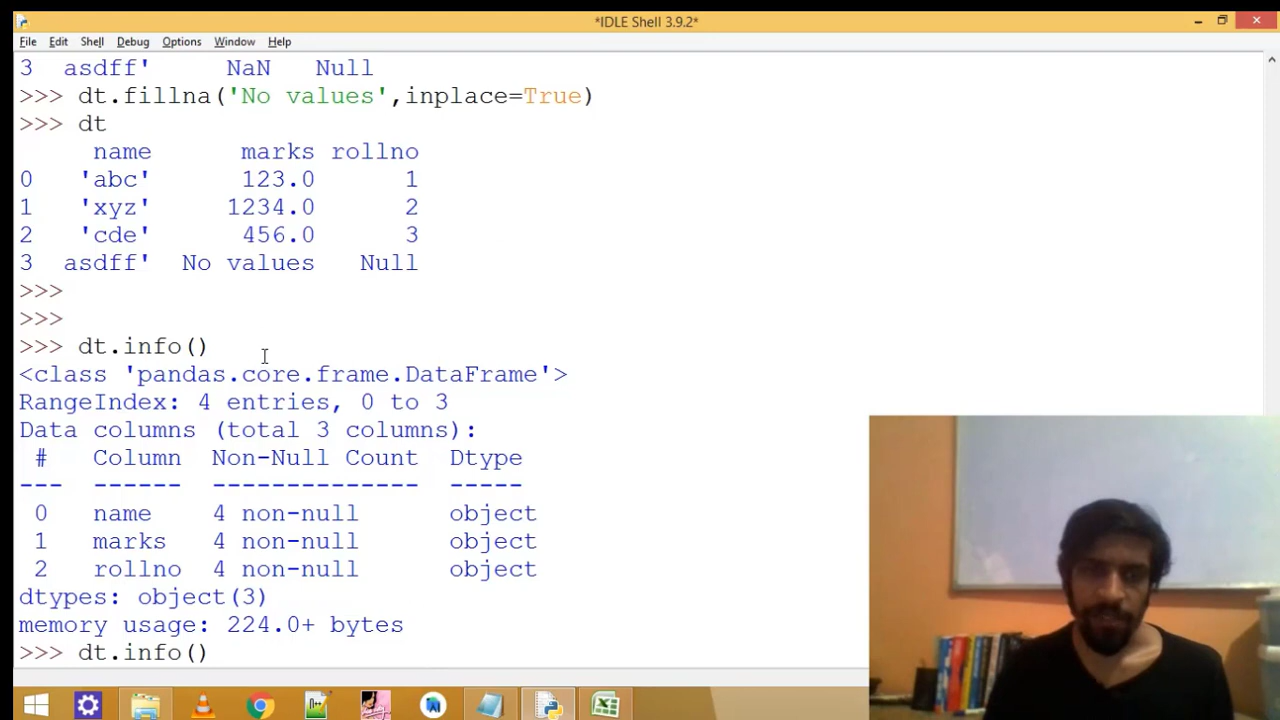 *IDLE Shell 3.9.2*
File Edit Shell Debug Options Window Help
3 asdff' NaN Null
>>> dt.fillna('No values',inplace=True)
>>> dt
name marks rollno
0 'abc' 123.0 1
1 'xyz' 1234.0 2
2 'cde' 456.0 3
3 asdff' No values Null
>>>
>>>
>>> dt.info()
<class 'pandas.core.frame.DataFrame'>
RangeIndex: 4 entries, 0 to 3
Data columns (total 3 columns):
# Column Non-Null Count Dtype
--- ------ -------------- -----
0 name 4 non-null object
1 marks 4 non-null object
2 rollno 4 non-null object
dtypes: object(3)
memory usage: 224.0+ bytes
>>> dt.info()